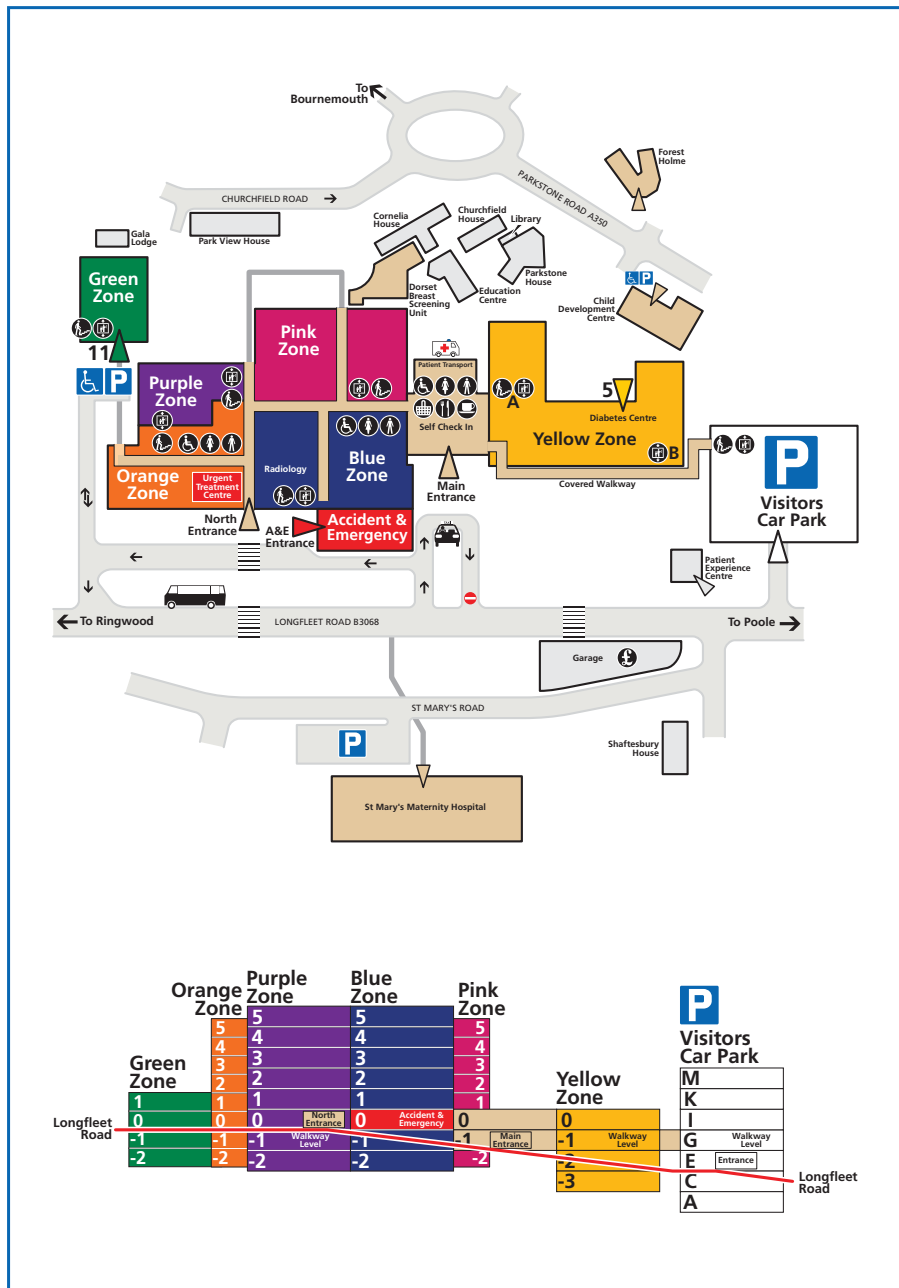 To
Bournemouth
Forest
Holme
PARKSTONE ROAD A350
CHURCHFIELD ROAD
Park View House
Gala
Lodge
Cornelia
House
Churchfield
House
Library
Parkstone
House
Education
Centre
Dorset
Breast
Screening
Unit
P
Child
Development
Centre
Green
Zone
11
P
Pink
Zone
Purple
Zone
Patient Transport
Self Check In
A
5
Diabetes Centre
Yellow Zone
B
Radiology
Blue
Zone
Orange
Zone
Urgent
Treatment
Centre
Main
Entrance
Covered Walkway
P
Visitors
Car Park
North
Entrance
A&E
Entrance
Accident &
Emergency
Patient
Experience
Centre
To Ringwood
LONGFLEET ROAD B3068
To Poole
Garage
£
ST MARY'S ROAD
P
Shaftesbury
House
St Mary's Maternity Hospital
Green
Zone
1
0
-1
-2
Orange
Zone
5
4
3
2
1
0
-1
-2
Purple
Zone
5
4
3
2
1
0
North
Entrance
-1
Walkway
Level
-2
Blue
Zone
5
4
3
2
1
0
Accident &
Emergency
-1
-2
Pink
Zone
5
4
3
2
1
0
-1
Main
Entrance
-2
Yellow
Zone
0
-1
Walkway
Level
-2
-3
P
Visitors
Car Park
M
K
I
G
Walkway
Level
E
Entrance
C
A
Longfleet
Road
Longfleet
Road